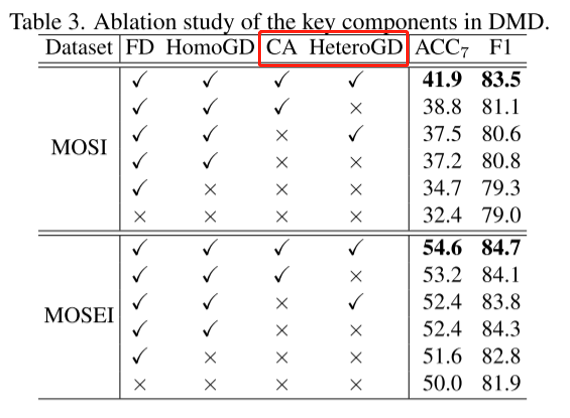 Table 3. Ablation study of the key components in DMD.
Dataset FD HomoGD CA HeteroGD ACC₇ F1
✓ ✓ ✓ ✓ 41.9 83.5
✓ ✓ ✓ × 38.8 81.1
✓ ✓ × ✓ 37.5 80.6
MOSI
✓ ✓ × × 37.2 80.8
✓ × × × 34.7 79.3
× × × × 32.4 79.0
✓ ✓ ✓ ✓ 54.6 84.7
✓ ✓ ✓ × 53.2 84.1
✓ ✓ × ✓ 52.4 83.8
MOSEI
✓ ✓ × × 52.4 84.3
✓ × × × 51.6 82.8
× × × × 50.0 81.9